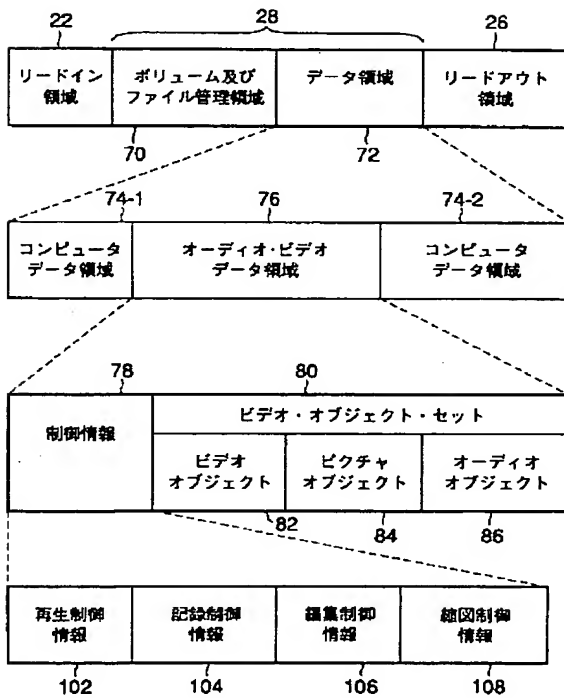 22
28
26
リードイン
領域
ボリューム及び
ファイル管理領域
データ領域
リードアウト
領域
70
72
74-1
76
74-2
コンピュータ
データ領域
オーディオ・ビデオ
データ領域
コンピュータ
データ領域
78
80
制御情報
ビデオ・オブジェクト・セット
ビデオ
オブジェクト
ピクチャ
オブジェクト
オーディオ
オブジェクト
82
84
86
再生制御
情報
記録制御
情報
編集制御
情報
縮図制御
情報
102
104
106
108